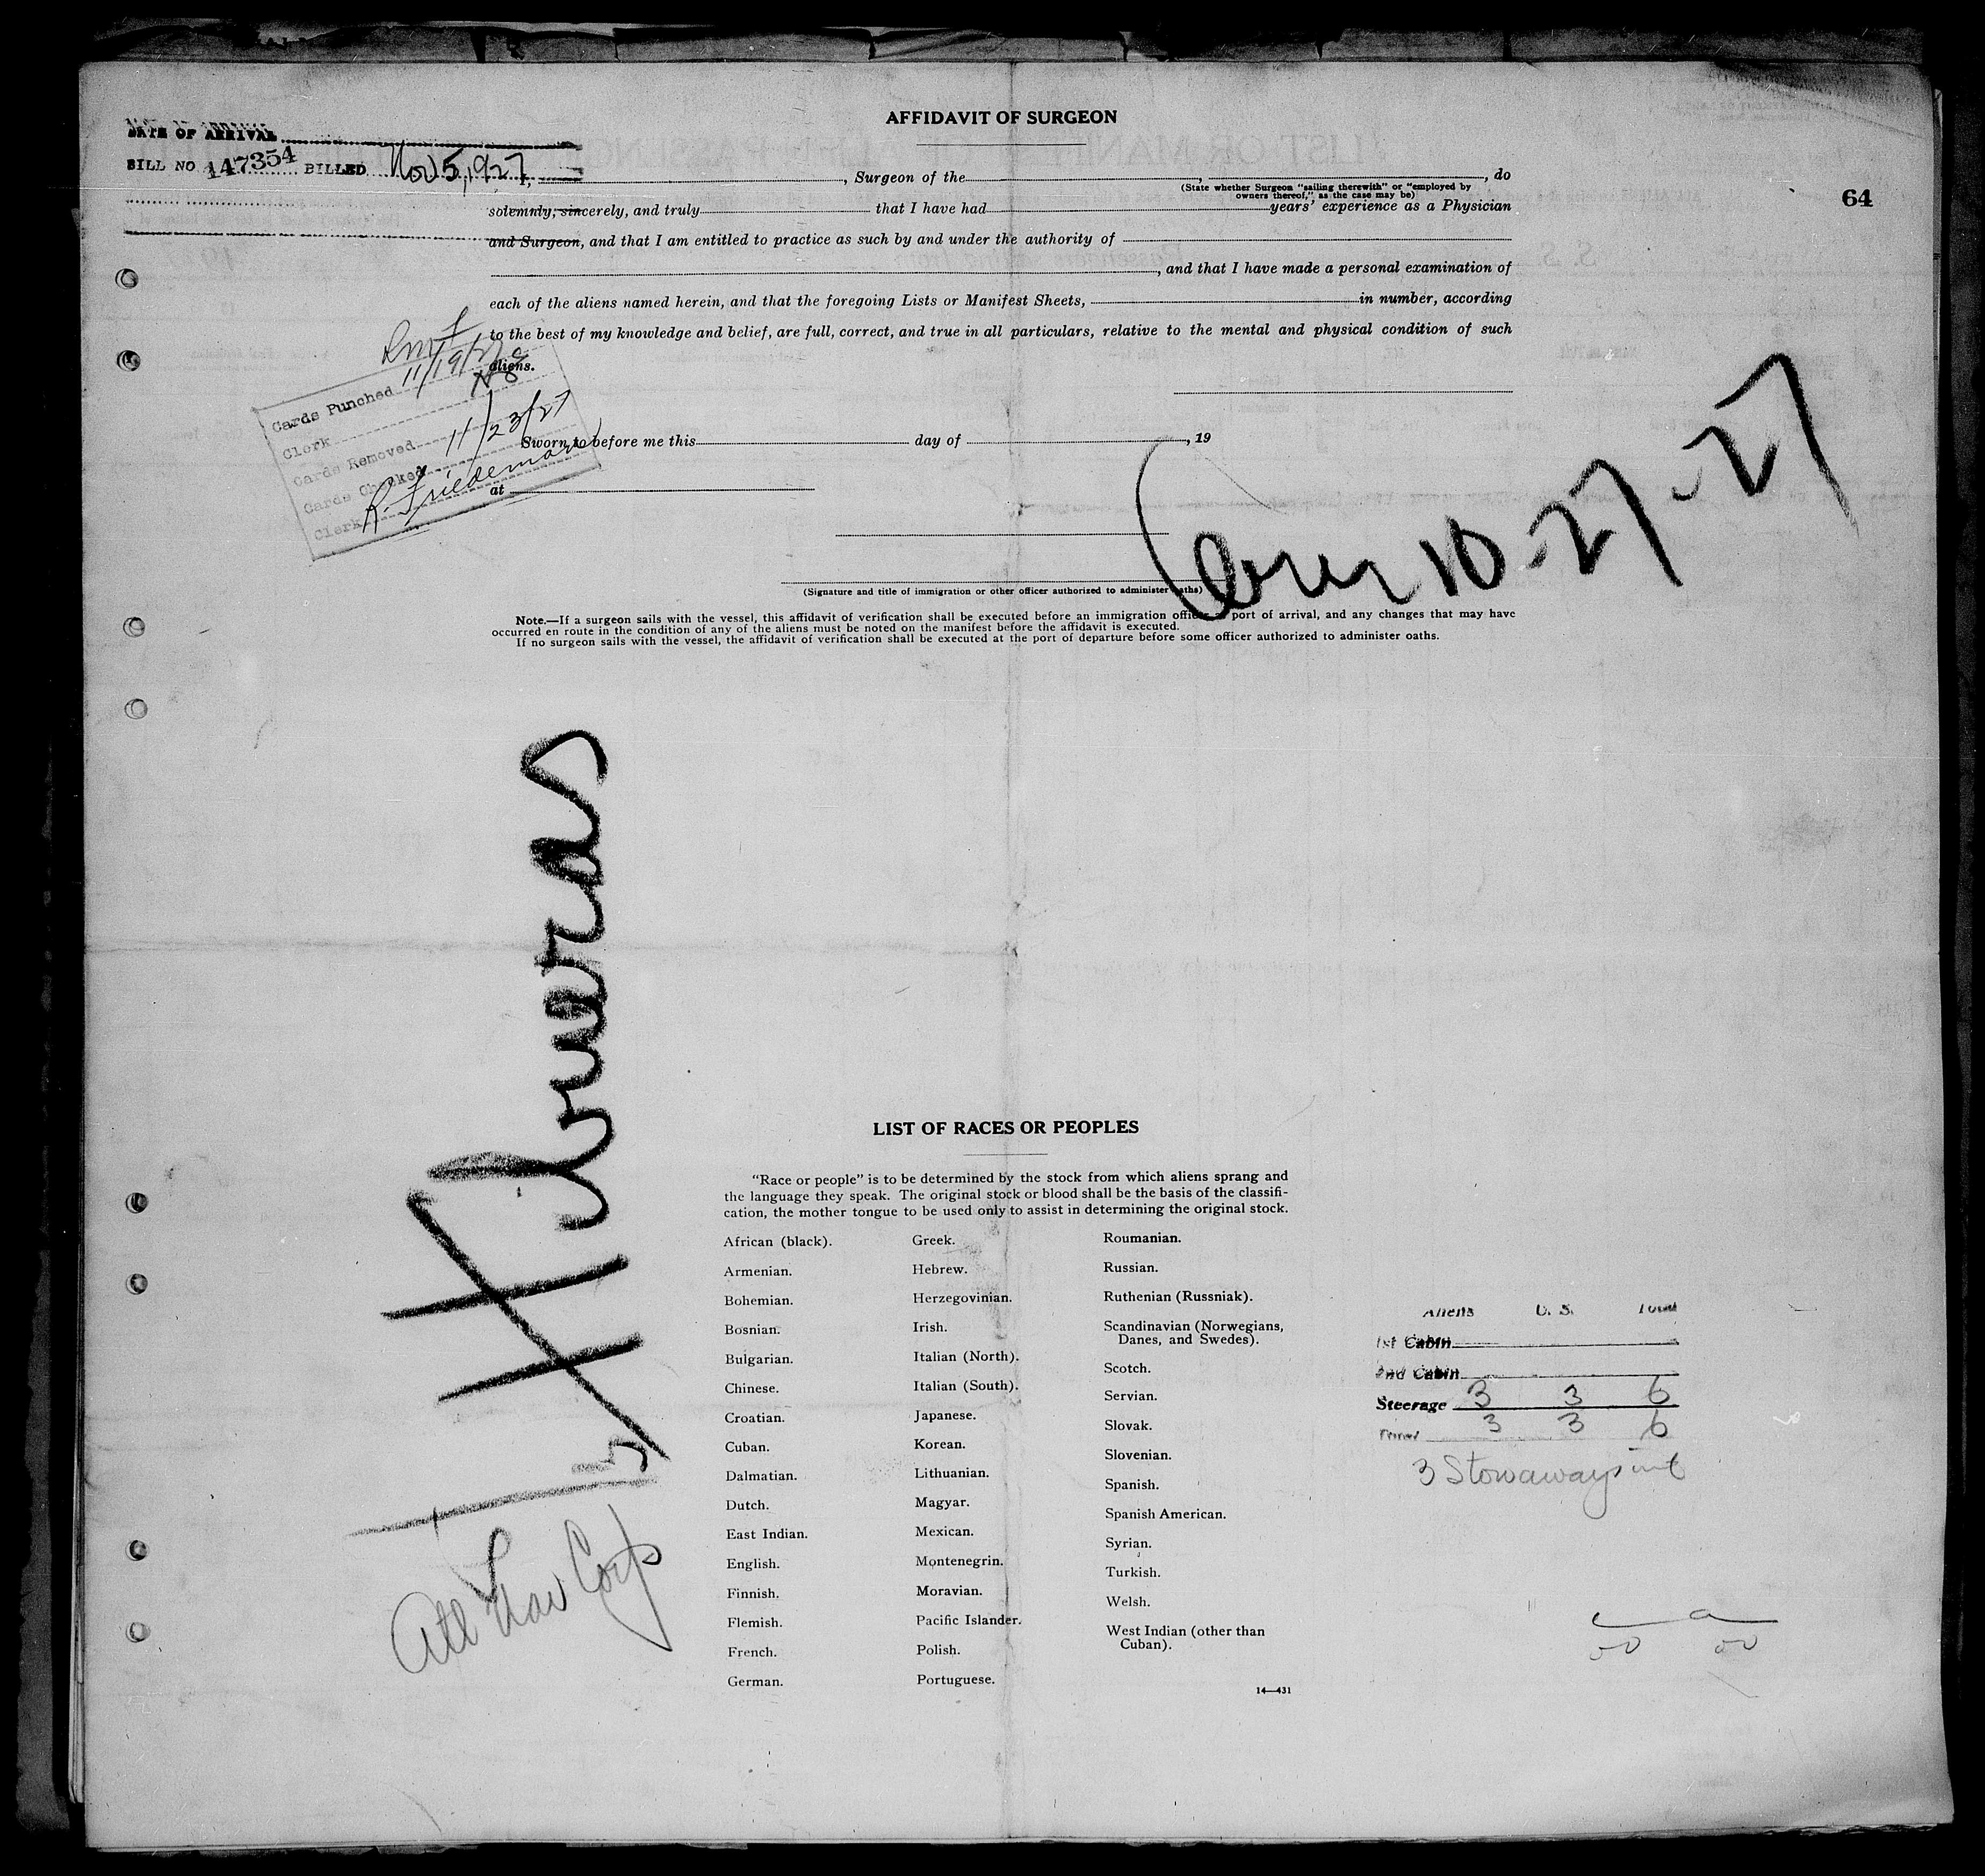 AFFIDAVIT OF SURGEON
DATE OF ARRIVAL
BILL NO 147354 BILLED Nov 5, 1927
64
I, , Surgeon of the , , do
(State whether Surgeon “sailing therewith” or “employed by
owners thereof,” as the case may be)
solemnly, sincerely, and truly that I have had years’ experience as a Physician
and Surgeon, and that I am entitled to practice as such by and under the authority of
, and that I have made a personal examination of
each of the aliens named herein, and that the foregoing Lists or Manifest Sheets, in number, according
to the best of my knowledge and belief, are full, correct, and true in all particulars, relative to the mental and physical condition of such
aliens.
Cards Punched 11/19/27
Clerk
Cards Removed
Cards Checked 11/23/27
Clerk R. Friedeman
Sworn to before me this day of , 19
at
10-27-27
(Signature and title of immigration or other officer authorized to administer oaths)
Note.—If a surgeon sails with the vessel, this affidavit of verification shall be executed before an immigration officer port of arrival, and any changes that may have
occurred en route in the condition of any of the aliens must be noted on the manifest before the affidavit is executed.
If no surgeon sails with the vessel, the affidavit of verification shall be executed at the port of departure before some officer authorized to administer oaths.
LIST OF RACES OR PEOPLES
“Race or people” is to be determined by the stock from which aliens sprang and
the language they speak. The original stock or blood shall be the basis of the classifi-
cation, the mother tongue to be used only to assist in determining the original stock.
African (black).
Armenian.
Bohemian.
Bosnian.
Bulgarian.
Chinese.
Croatian.
Cuban.
Dalmatian.
Dutch.
East Indian.
English.
Finnish.
Flemish.
French.
German.
Greek.
Hebrew.
Herzegovinian.
Irish.
Italian (North).
Italian (South).
Japanese.
Korean.
Lithuanian.
Magyar.
Mexican.
Montenegrin.
Moravian.
Pacific Islander.
Polish.
Portuguese.
Roumanian.
Russian.
Ruthenian (Russniak).
Scandinavian (Norwegians,
Danes, and Swedes).
Scotch.
Servian.
Slovak.
Slovenian.
Spanish.
Spanish American.
Syrian.
Turkish.
Welsh.
West Indian (other than
Cuban).
14—431
Aliens U. S. Total
1st Cabin
2nd Cabin
Steerage 3 3 6
Total 3 3 6
3 Stowaways
Atl Nav Corp